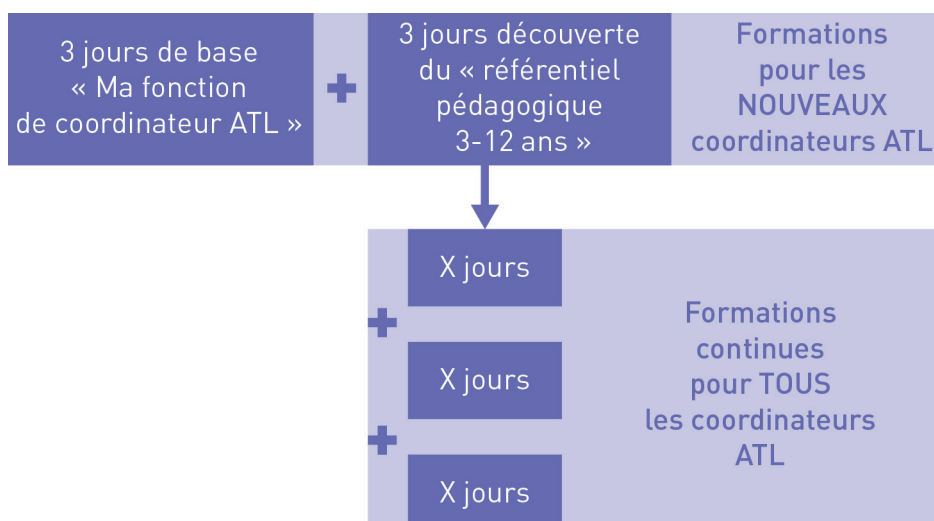 3 jours de base
« Ma fonction
de coordinateur ATL »
+
3 jours découverte
du « référentiel
pédagogique
3-12 ans »
Formations
pour les
NOUVEAUX
coordinateurs ATL
X jours
+
X jours
+
X jours
Formations
continues
pour TOUS
les coordinateurs
ATL